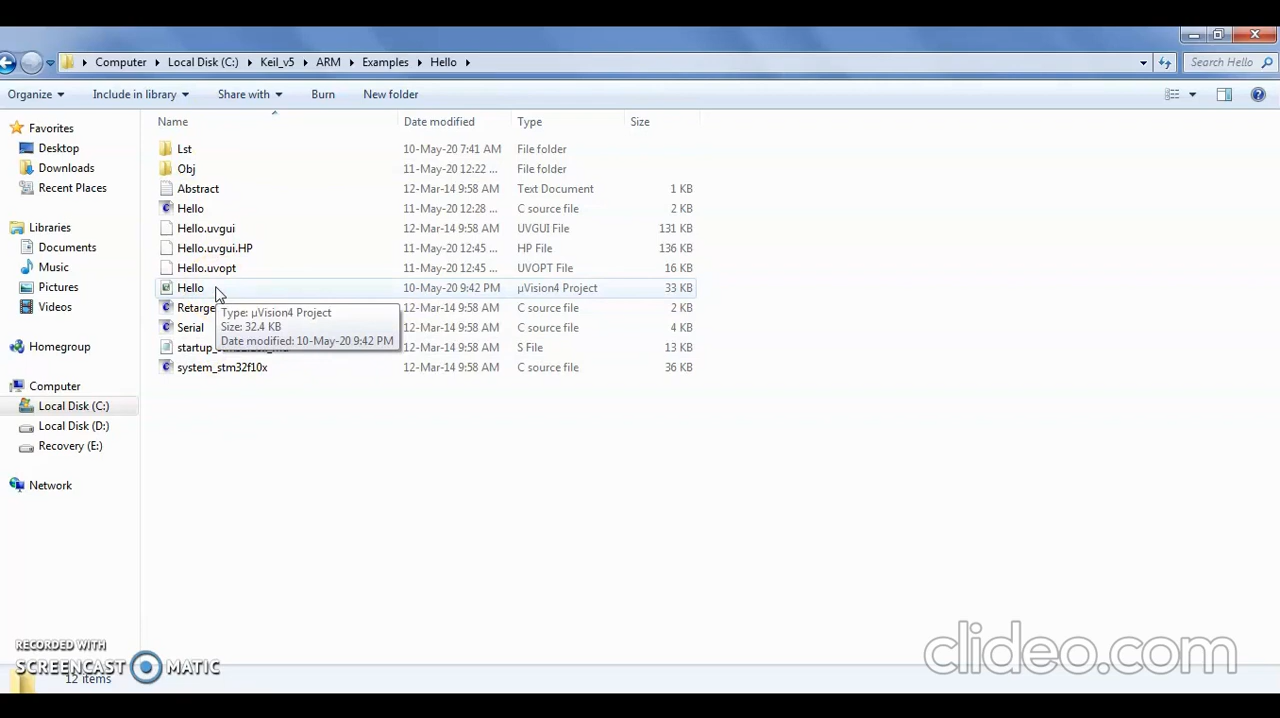 Computer Local Disk (C:) Keil_v5 ARM Examples Hello
Search Hello
Organize Include in library Share with Burn New folder
Name Date modified Type Size
Favorites
Desktop
Downloads
Recent Places
Libraries
Documents
Music
Pictures
Videos
Homegroup
Computer
Local Disk (C:)
Local Disk (D:)
Recovery (E:)
Network
Lst 10-May-20 7:41 AM File folder
Obj 11-May-20 12:22 ... File folder
Abstract 12-Mar-14 9:58 AM Text Document 1 KB
Hello 11-May-20 12:28 ... C source file 2 KB
Hello.uvgui 12-Mar-14 9:58 AM UVGUI File 131 KB
Hello.uvgui.HP 11-May-20 12:45 ... HP File 136 KB
Hello.uvopt 11-May-20 12:45 ... UVOPT File 16 KB
Hello 10-May-20 9:42 PM µVision4 Project 33 KB
Retarge 12-Mar-14 9:58 AM C source file 2 KB
Serial 12-Mar-14 9:58 AM C source file 4 KB
12-Mar-14 9:58 AM S File 13 KB
system_stm32f10x 12-Mar-14 9:58 AM C source file 36 KB
Type: µVision4 Project
Size: 32.4 KB
Date modified: 10-May-20 9:42 PM
RECORDED WITH
SCREENCAST MATIC
12 items
clideo.com